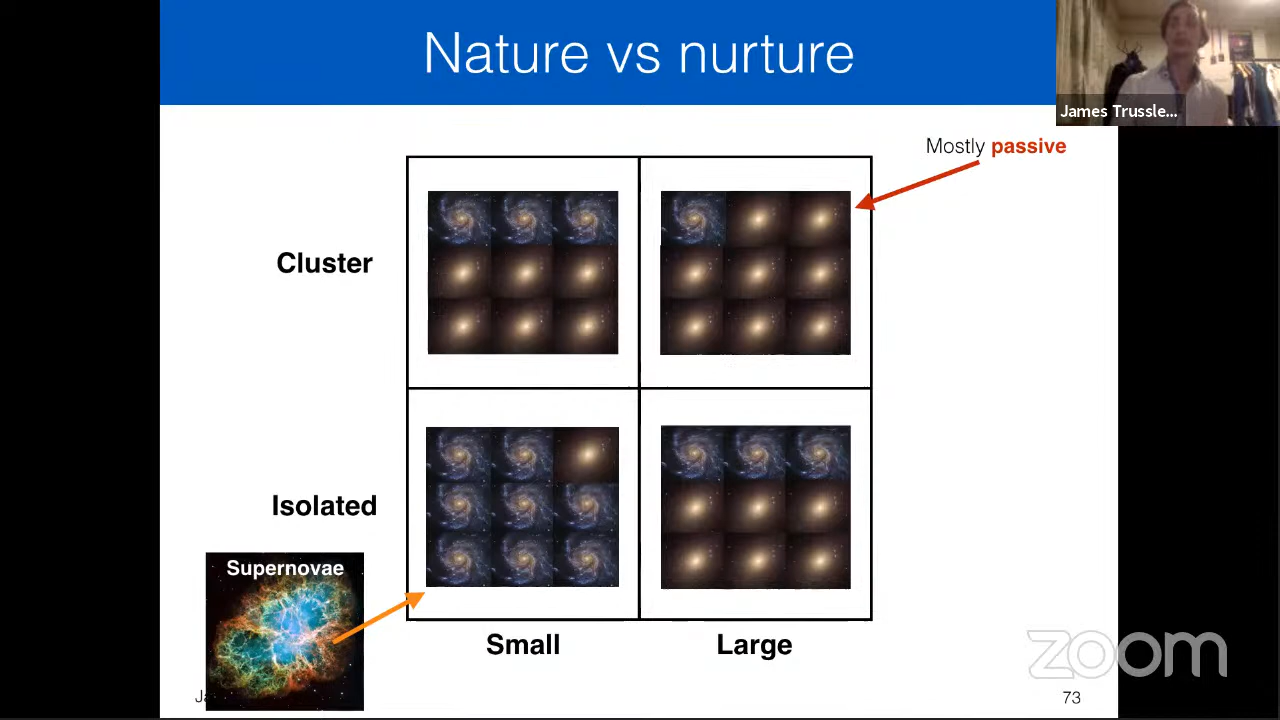 Nature vs nurture
James Trussle...
Mostly passive
Cluster
Isolated
Supernovae
Small
Large
zoom
73